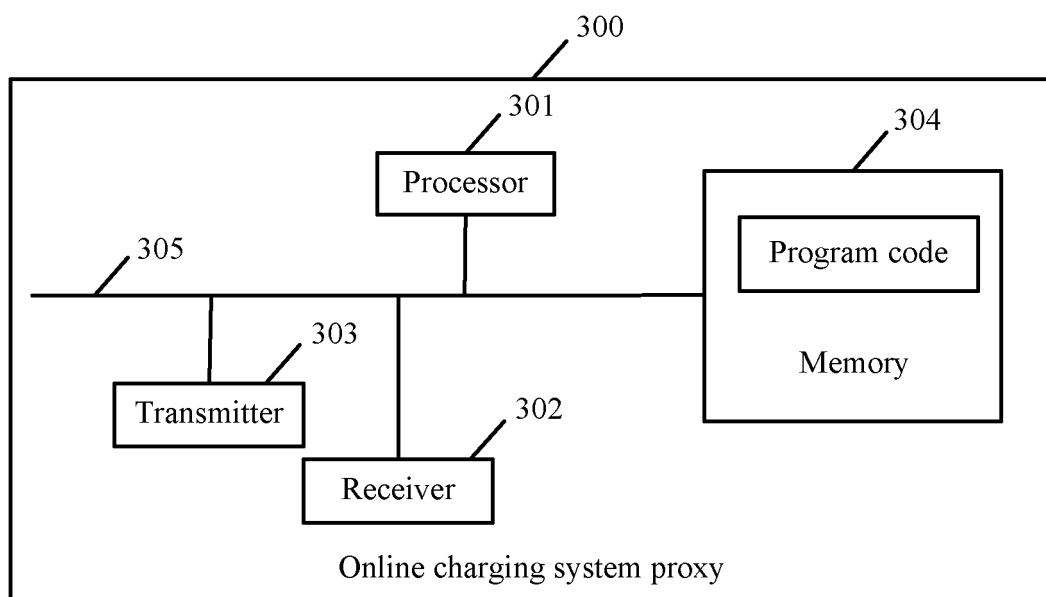 300
301
304
Processor
Program code
305
303
Memory
Transmitter
302
Receiver
Online charging system proxy